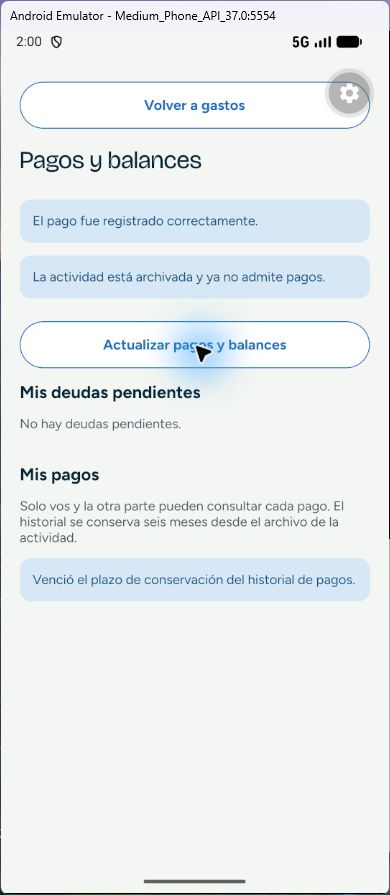 Android Emulator - Medium_Phone_API_37.0:5554
2:00 5G
Volver a gastos
Pagos y balances
El pago fue registrado correctamente.
La actividad está archivada y ya no admite pagos.
Actualizar pagos y balances
Mis deudas pendientes
No hay deudas pendientes.
Mis pagos
Solo vos y la otra parte pueden consultar cada pago. El
historial se conserva seis meses desde el archivo de la
actividad.
Venció el plazo de conservación del historial de pagos.